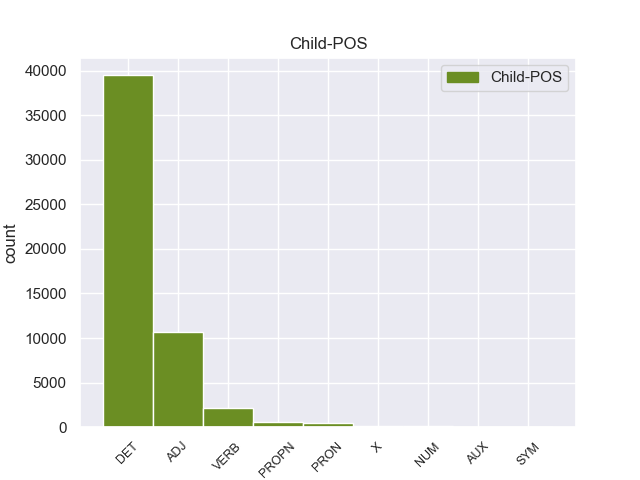 Child-POS
Child-POS
40000
35000
30000
25000
20000
15000
10000
5000
0
count
DET
ADJ
VERB
PROPN
PRON
X
NUM
AUX
SYM